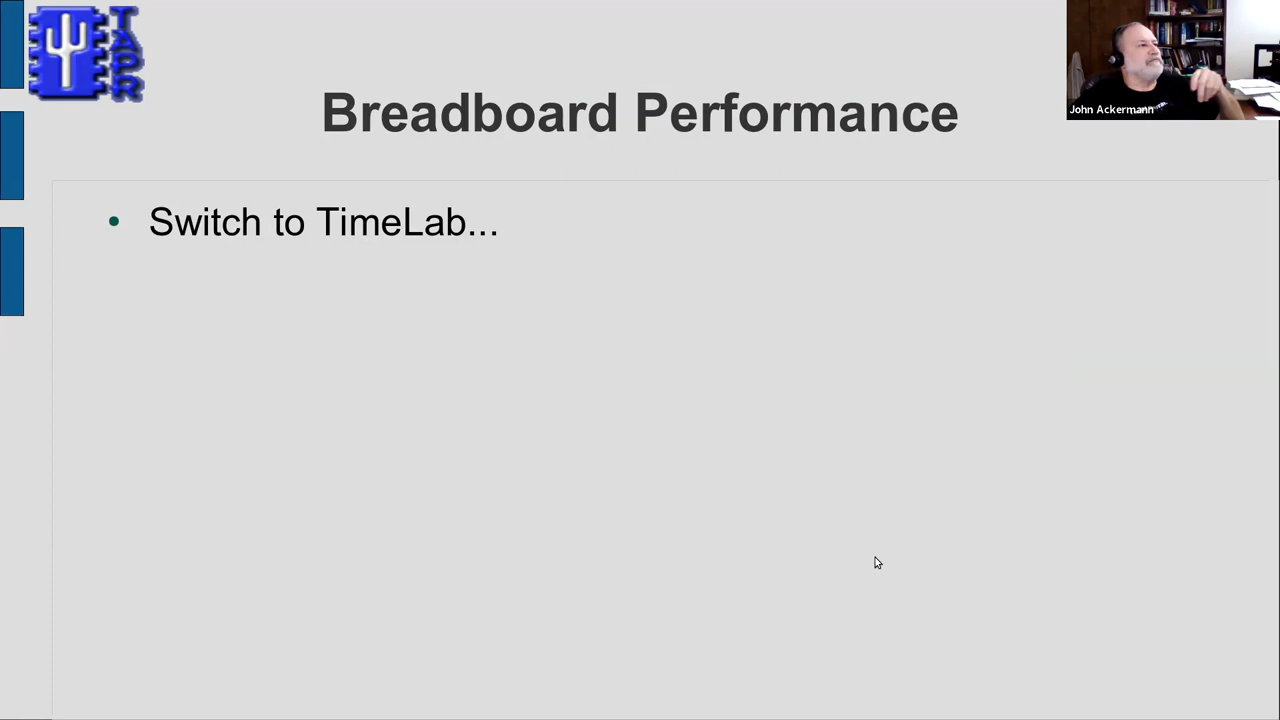 TAPR
John Ackermann
Breadboard Performance
Switch to TimeLab...